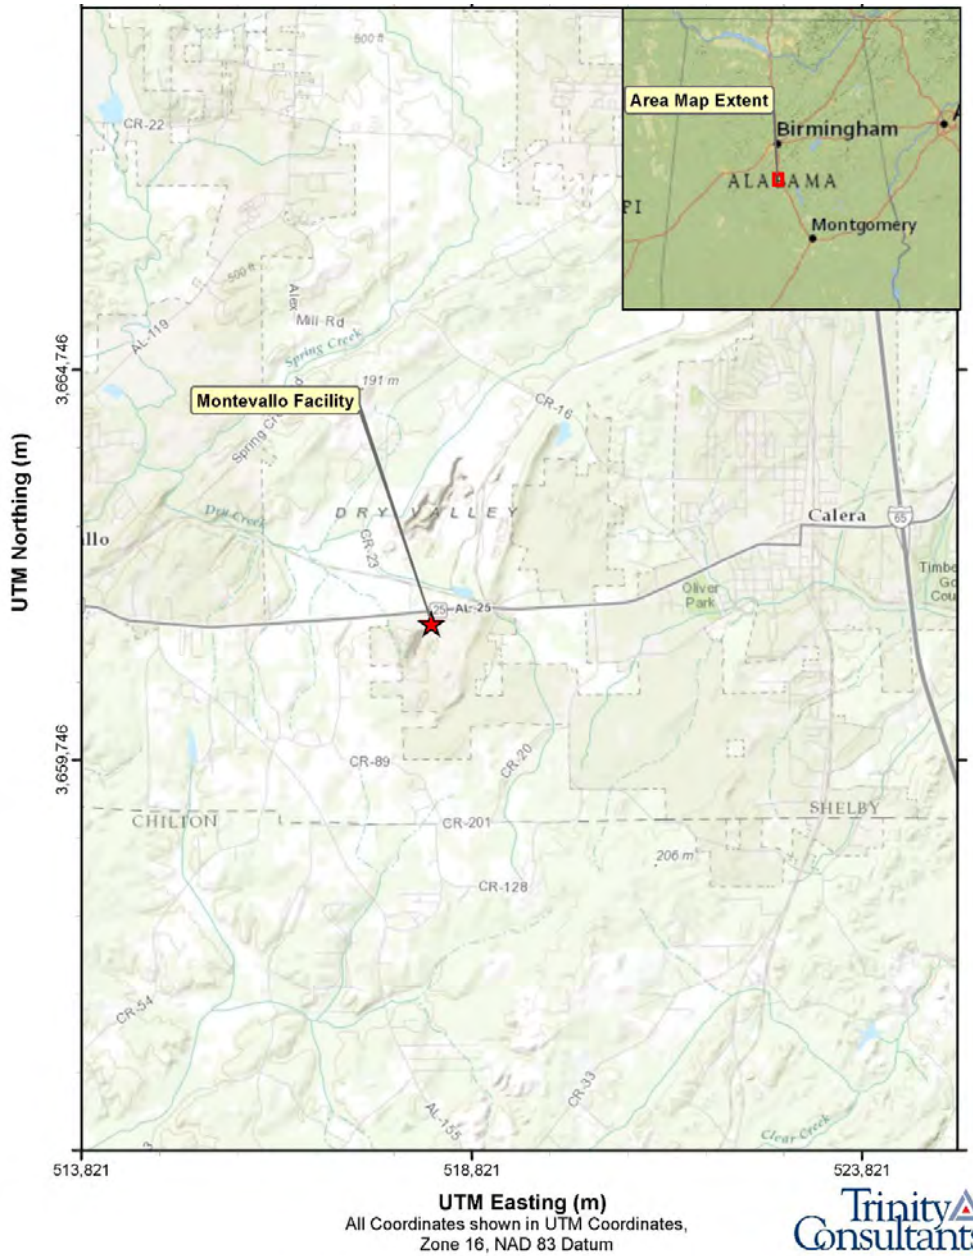 500 ft
Area Map Extent
A
CR-22
Birmingham
ALABAMA
PI
Montgomery
500 ft
Alex
Mill Rd
AL-119
Spring Creek
3,664,746
191 m
Montevallo Facility
CR-16
Spring Cr
d
UTM Northing (m)
Dry Creek
DRY VALLEY
Calera
65
llo
CR-23
Timbe
Go
Cou
Oliver
Park
25 AL-25
3,659,746
CR-89
CR-20
CHILTON
CR-201
SHELBY
206 m
CR-128
CR-54
CR-33
AL-155
Clear Creek
3
513,821
518,821
523,821
UTM Easting (m)
All Coordinates shown in UTM Coordinates,
Zone 16, NAD 83 Datum
Trinity
Consultants